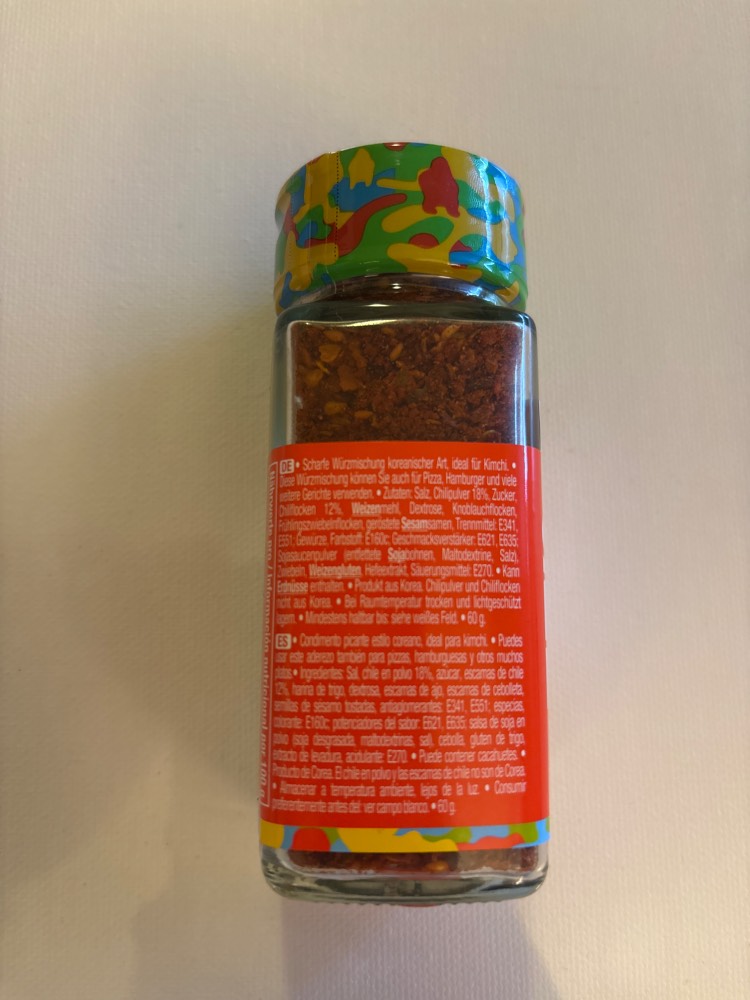 DE • Scharfe Würzmischung koreanischer Art, ideal für Kimchi. •
Diese Würzmischung können Sie auch für Pizza, Hamburger und viele
weitere Gerichte verwenden. • Zutaten: Salz, Chilipulver 18%, Zucker,
Chiliflocken 12%, Weizenmehl, Dextrose, Knoblauchflocken,
Frühlingszwiebelnflocken, geröstete Sesamsamen, Trennmittel: E341,
E551; Gewürze, Farbstoff: E160c; Geschmacksverstärker: E621, E635;
Sojasaucenpulver (entfettete Sojabohnen, Maltodextrine, Salz),
Zwiebeln, Weizengluten, Hefeextrakt, Säuerungsmittel: E270. • Kann
Erdnüsse enthalten. • Produkt aus Korea. Chilipulver und Chiliflocken
nicht aus Korea. • Bei Raumtemperatur trocken und lichtgeschützt
lagern. • Mindestens haltbar bis: siehe weißes Feld. • 60 g.
ES • Condimento picante estilo coreano, ideal para kimchi. • Puedes
usar este aderezo también para pizzas, hamburguesas y otros muchos
platos. • Ingredientes: Sal, chile en polvo 18%, azúcar, escamas de chile
12%, harina de trigo, dextrosa, escamas de ajo, escamas de cebolleta,
semillas de sésamo tostadas, antiaglomerantes: E341, E551; especias,
colorante: E160c; potenciadores del sabor: E621, E635; salsa de soja en
polvo (soja desgrasada, maltodextrinas, sal), cebolla, gluten de trigo,
extracto de levadura, acidulante: E270. • Puede contener cacahuetes. •
Producto de Corea. El chile en polvo y las escamas de chile no son de Corea.
• Almacenar a temperatura ambiente, lejos de la luz. • Consumir
preferentemente antes del: ver campo blanco. • 60 g.
Nährwerte pro / Información nutricional por 100 g